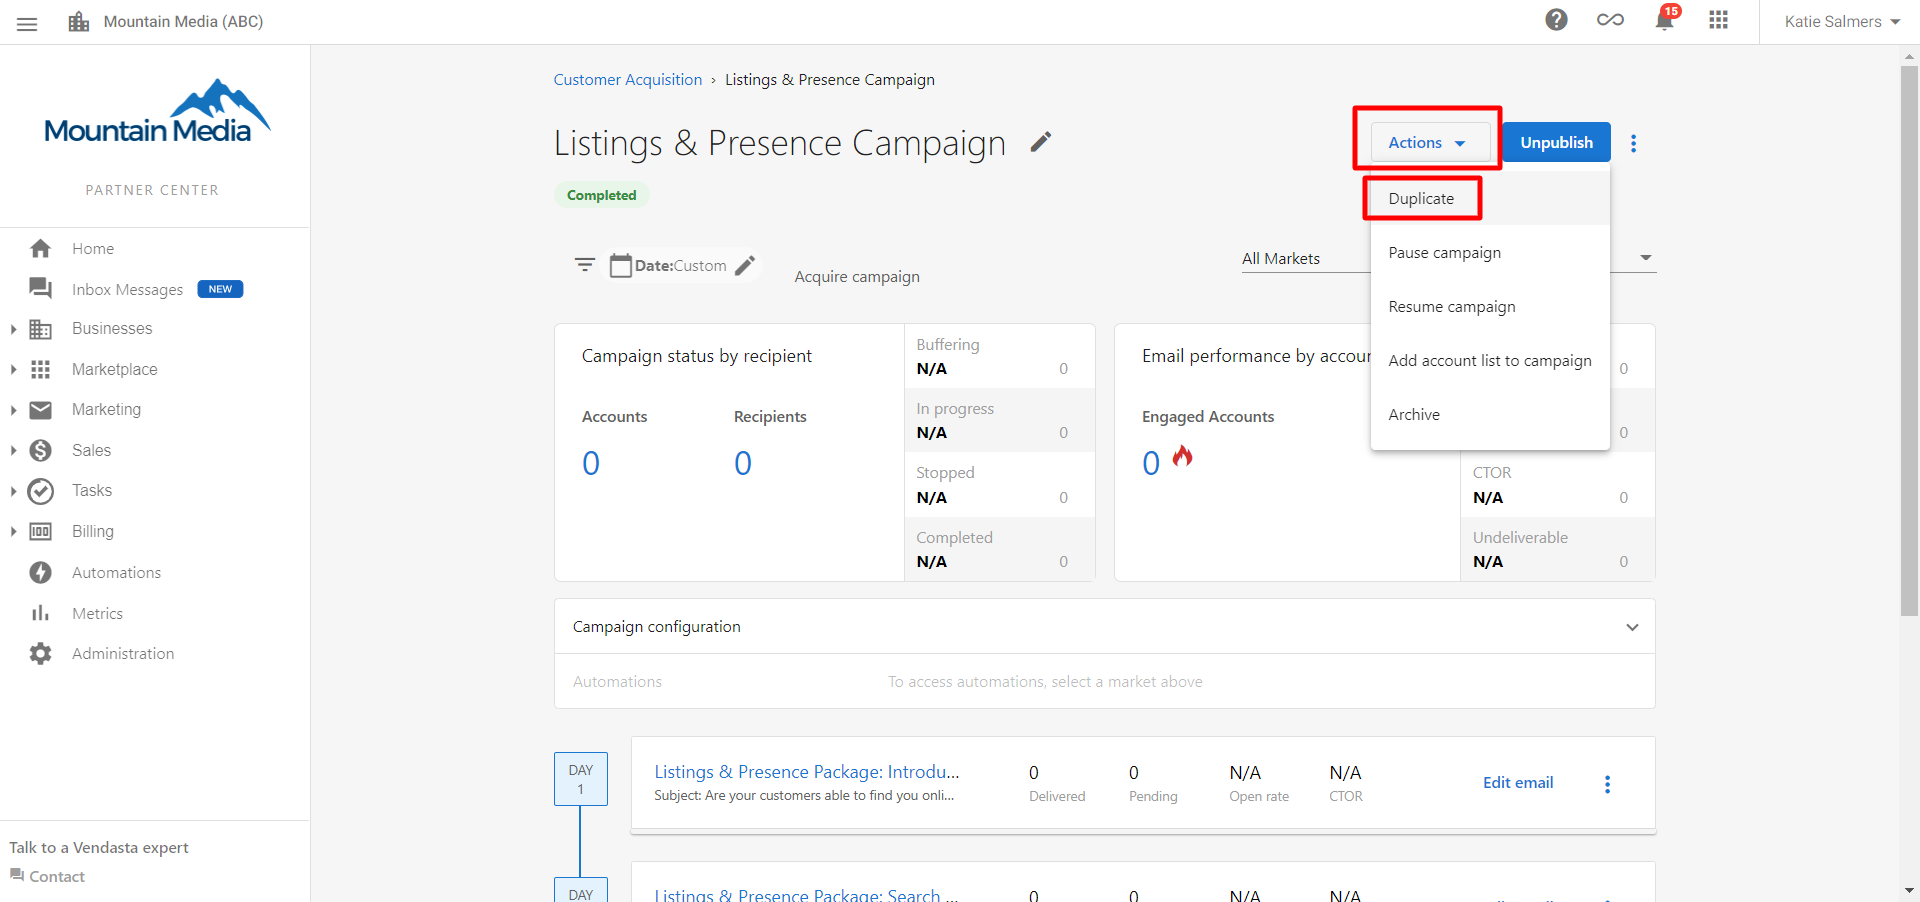 Mountain Media (ABC)
15
Katie Salmers
Mountain Media
PARTNER CENTER
Home
Inbox Messages NEW
Businesses
Marketplace
Marketing
Sales
Tasks
Billing
Automations
Metrics
Administration
Talk to a Vendasta expert
Contact
Customer Acquisition › Listings & Presence Campaign
Listings & Presence Campaign
Completed
Actions
Unpublish
Duplicate
Pause campaign
Resume campaign
Add account list to campaign
Archive
Date:Custom
Acquire campaign
All Markets
Campaign status by recipient
Accounts
0
Recipients
0
Buffering
N/A 0
In progress
N/A 0
Stopped
N/A 0
Completed
N/A 0
Email performance by accour
Engaged Accounts
0
0
0
CTOR
N/A 0
Undeliverable
N/A 0
Campaign configuration
Automations
To access automations, select a market above
DAY
1
Listings & Presence Package: Introdu...
Subject: Are your customers able to find you onli...
0
Delivered
0
Pending
N/A
Open rate
N/A
CTOR
Edit email
DAY
Listings & Presence Package: Search ...
0
0
N/A
N/A